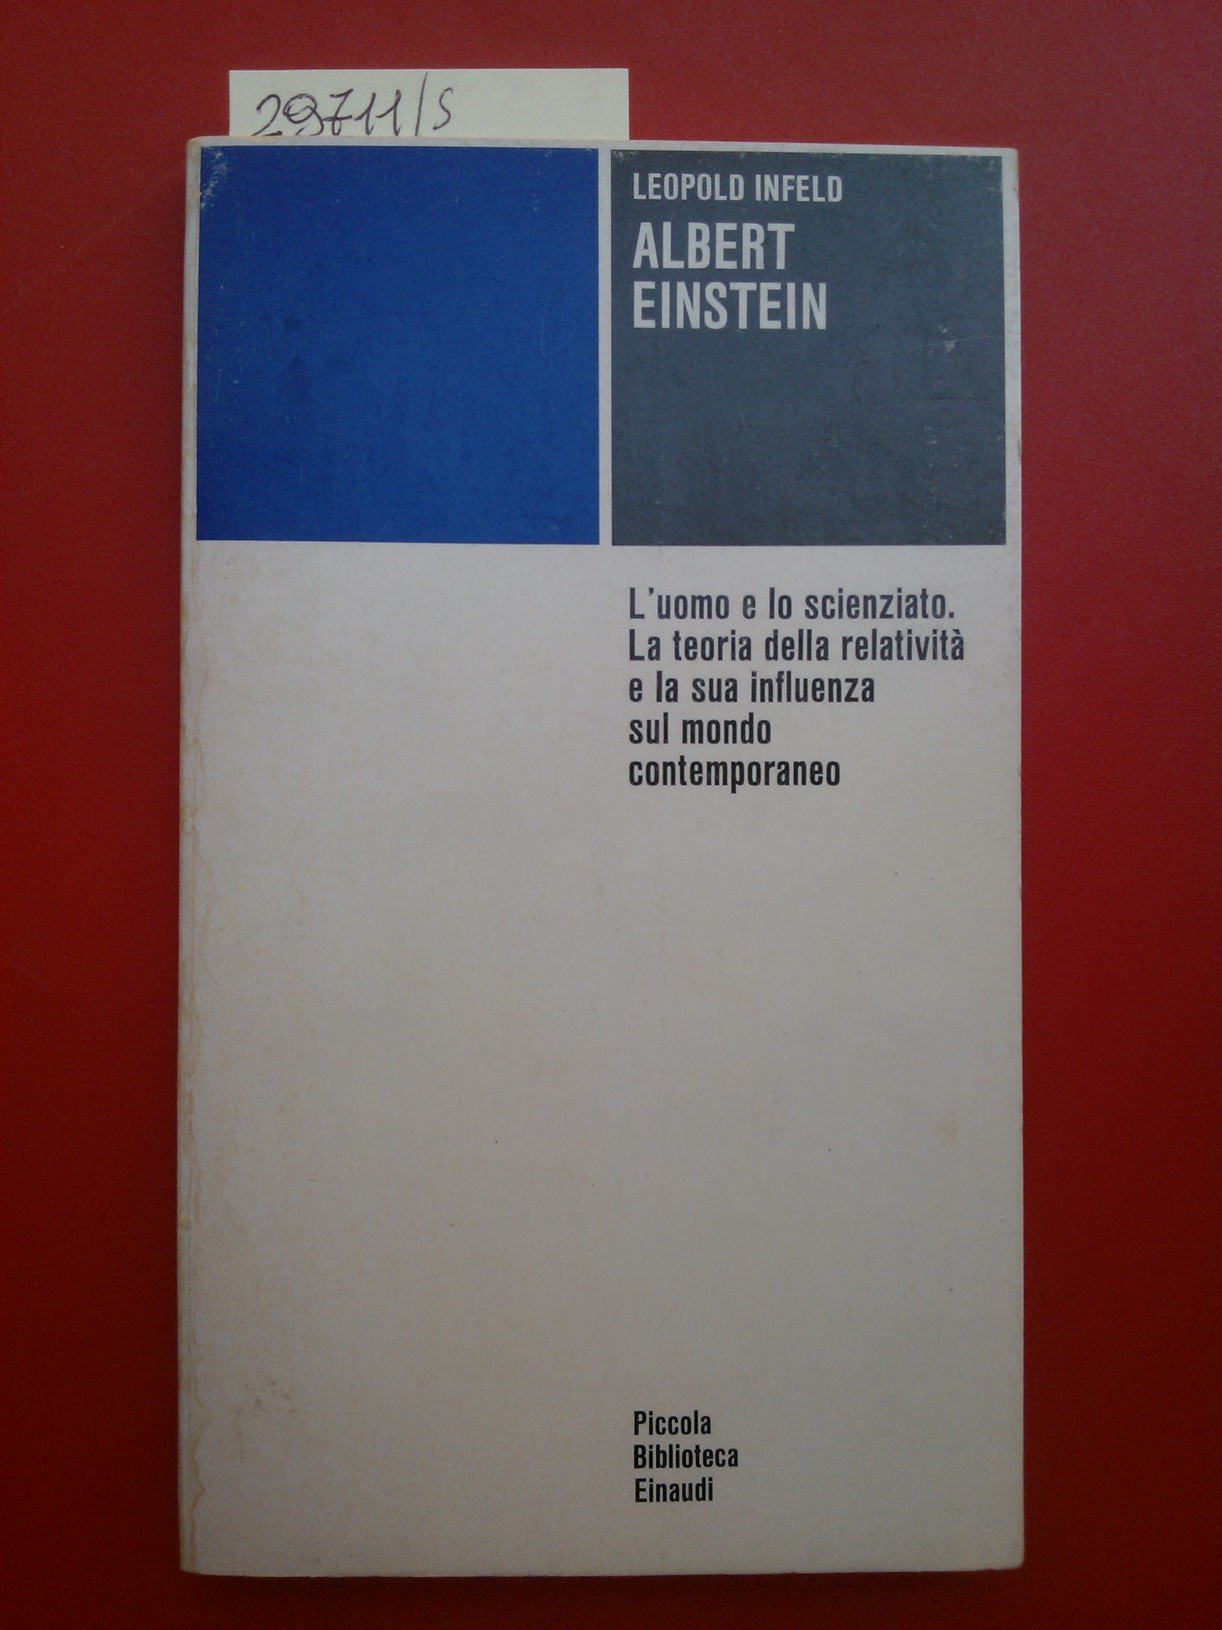 29711/S
LEOPOLD INFELD
ALBERT
EINSTEIN
L'uomo e lo scienziato.
La teoria della relatività
e la sua influenza
sul mondo
contemporaneo
Piccola
Biblioteca
Einaudi